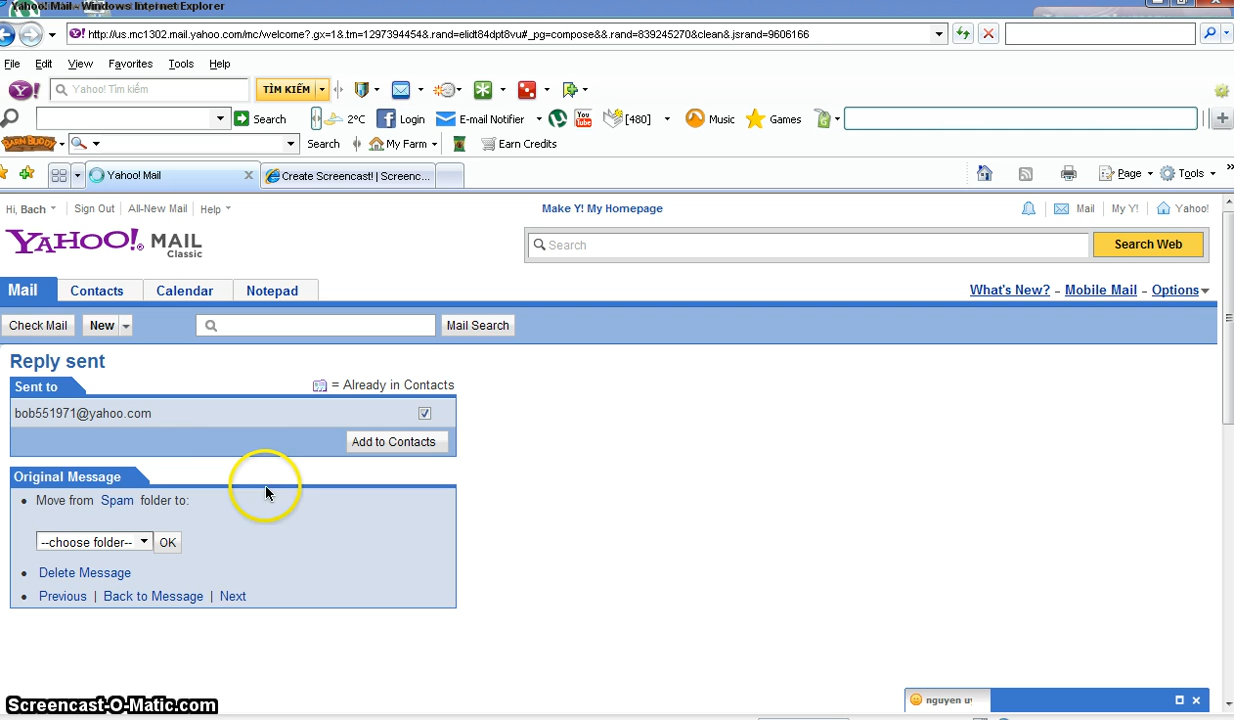 Yahoo! Mail - Windows Internet Explorer
http://us.mc1302.mail.yahoo.com/mc/welcome?.gx=1&.tm=1297394454&.rand=elidt84dpt8vu#_pg=compose&&.rand=839245270&clean&.jsrand=9606166
File Edit View Favorites Tools Help
Y! Yahoo! Tìm kiếm TÌM KIẾM
Search 2°C Login E-mail Notifier You Tube [480] Music Games
BARN BUDDY Search My Farm Earn Credits
Yahoo! Mail Create Screencast! | Screenc... Page Tools
Hi, Bach Sign Out All-New Mail Help Make Y! My Homepage Mail My Y! Yahoo!
YAHOO! MAIL Classic Search Search Web
Mail Contacts Calendar Notepad What's New? - Mobile Mail - Options
Check Mail New Mail Search
Reply sent
Sent to = Already in Contacts
bob551971@yahoo.com
Add to Contacts
Original Message
Move from Spam folder to:
--choose folder-- OK
Delete Message
Previous | Back to Message | Next
Screencast-O-Matic.com nguyen